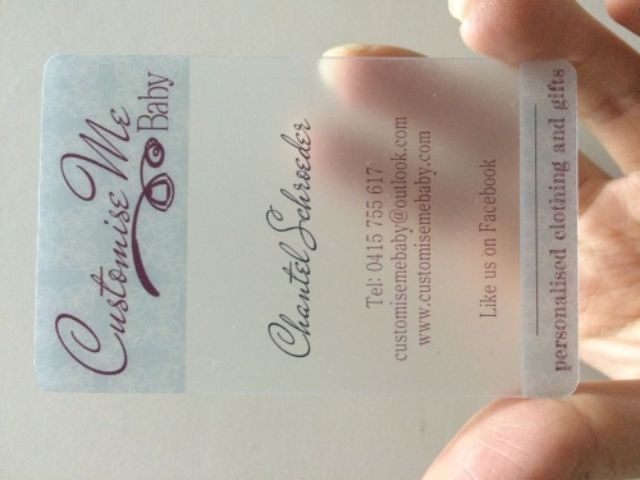 Customise Me
Baby
Chantel Schroeder
Tel: 0415 755 617
customisemebaby@outlook.com
www.customisemebaby.com
Like us on Facebook
personalised clothing and gifts